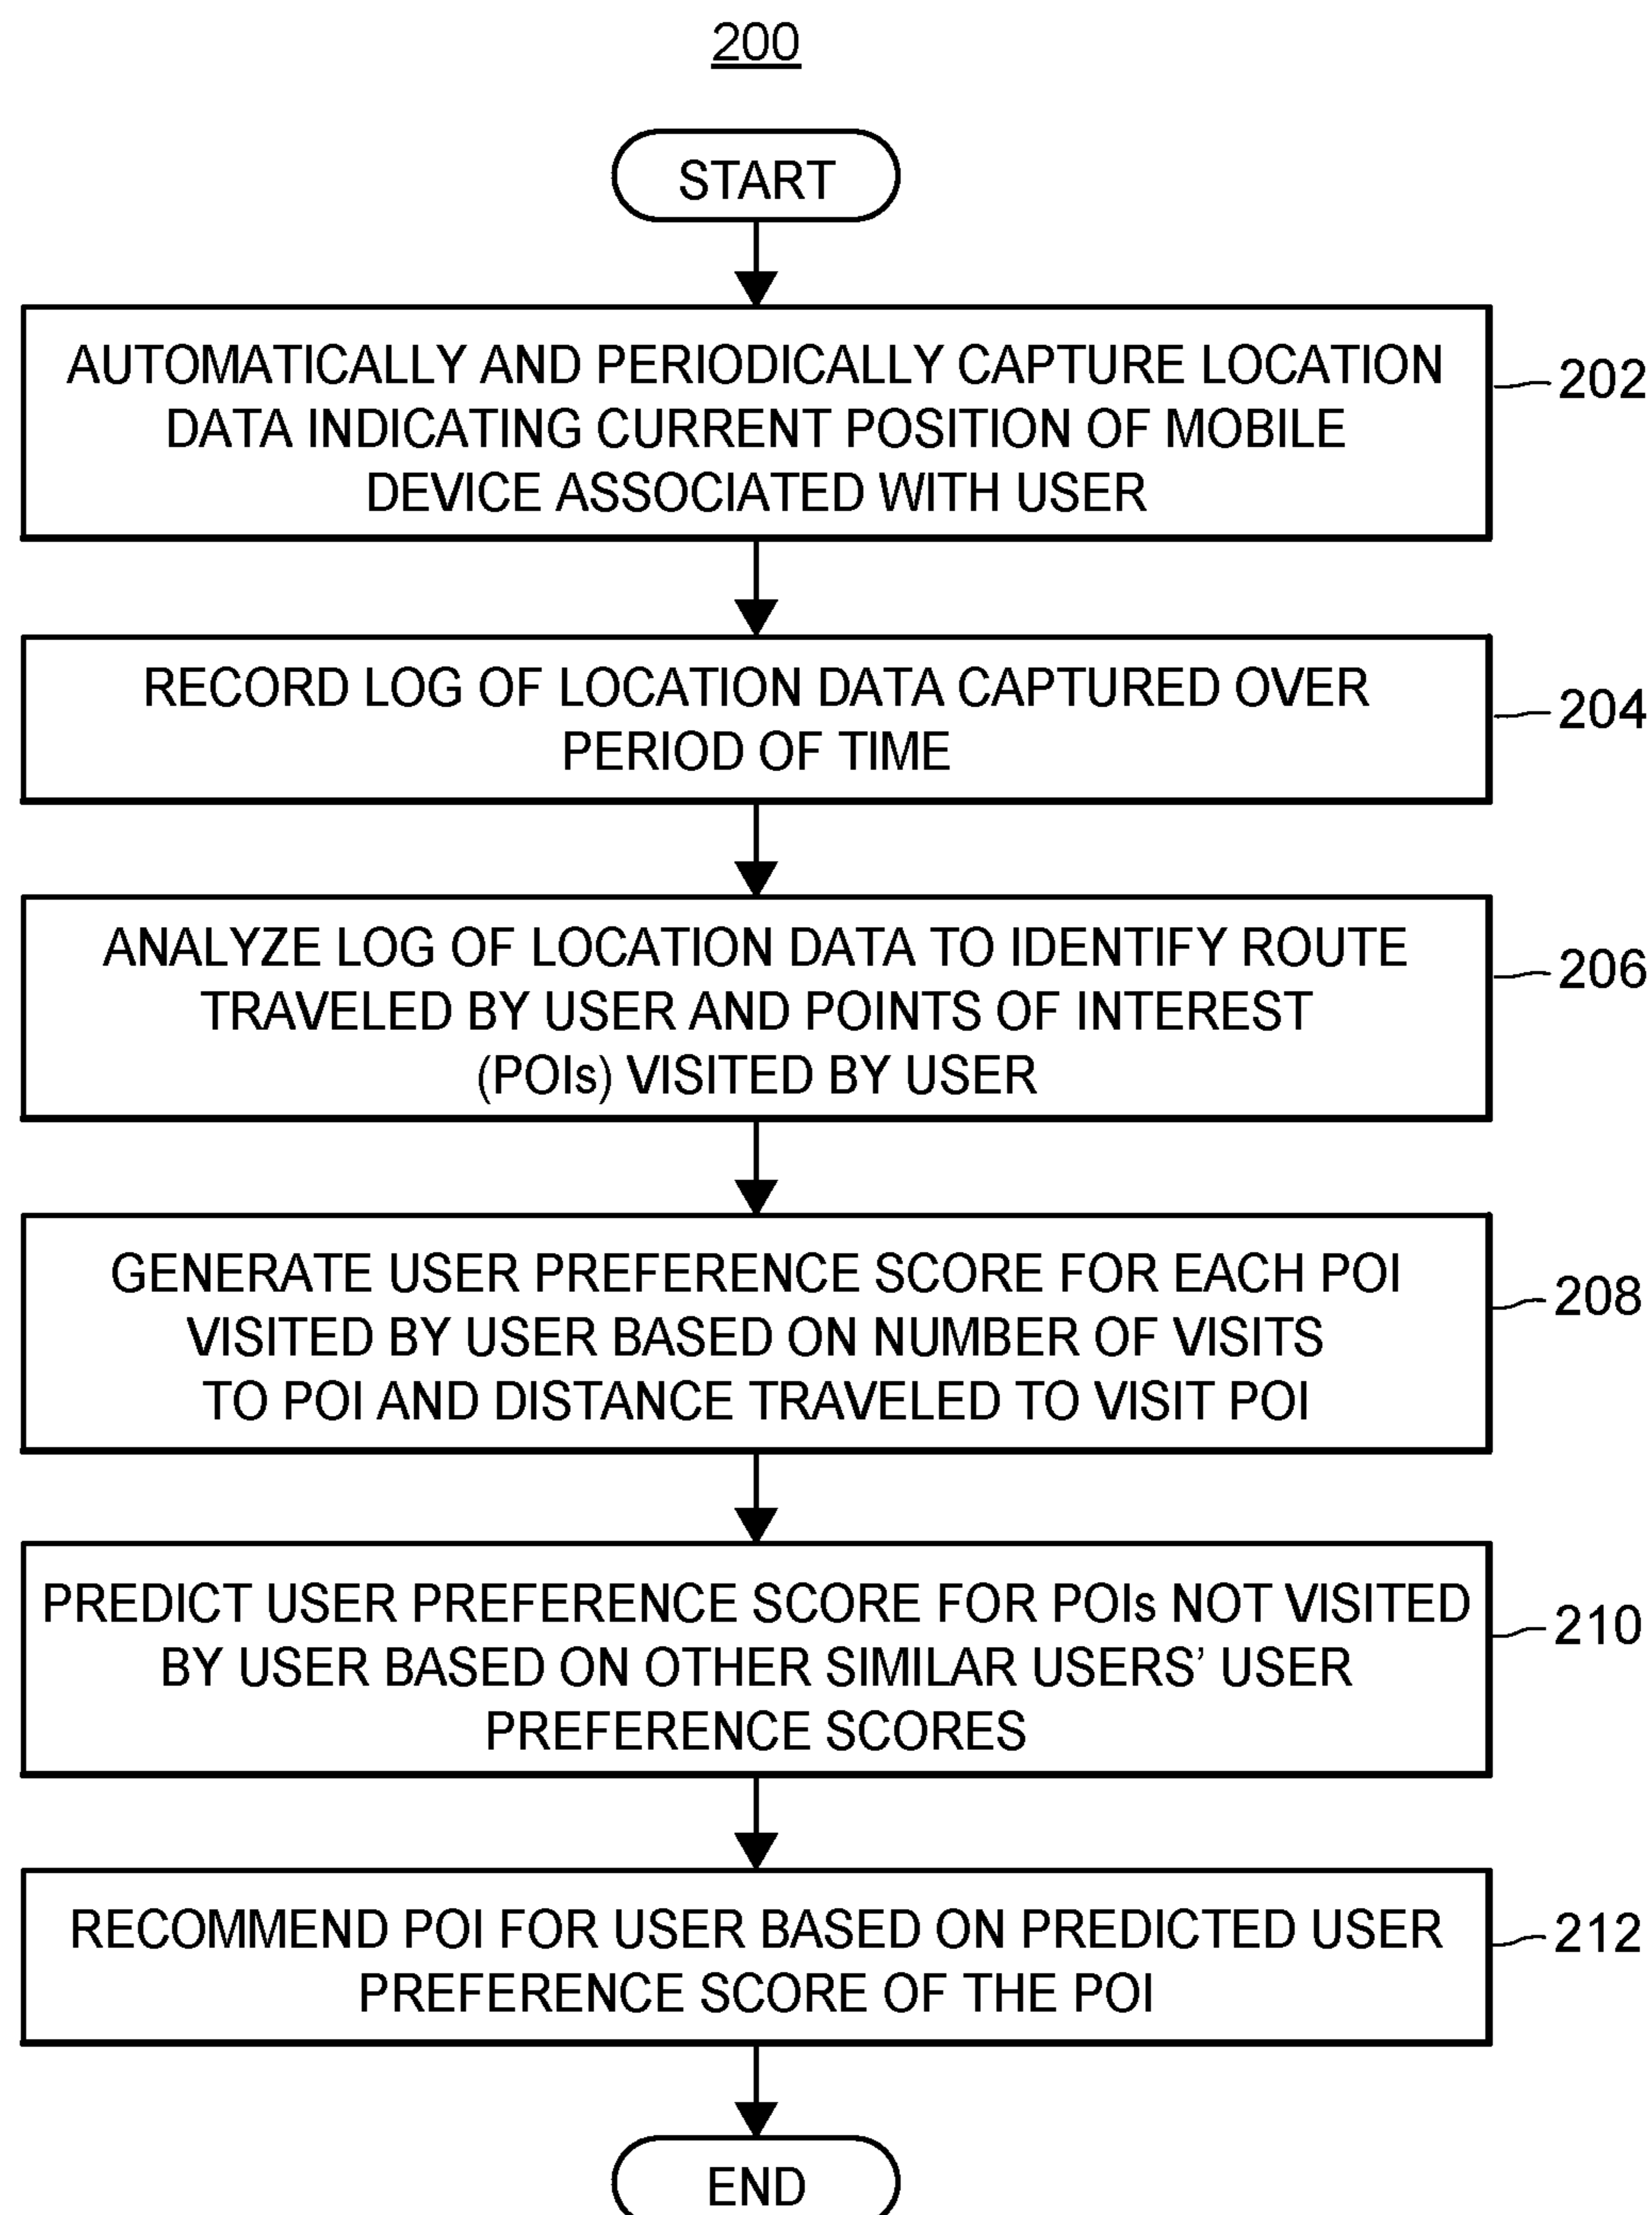 200
START
AUTOMATICALLY AND PERIODICALLY CAPTURE LOCATION
DATA INDICATING CURRENT POSITION OF MOBILE
DEVICE ASSOCIATED WITH USER
202
RECORD LOG OF LOCATION DATA CAPTURED OVER
PERIOD OF TIME
204
ANALYZE LOG OF LOCATION DATA TO IDENTIFY ROUTE
TRAVELED BY USER AND POINTS OF INTEREST
(POIs) VISITED BY USER
206
GENERATE USER PREFERENCE SCORE FOR EACH POI
VISITED BY USER BASED ON NUMBER OF VISITS
TO POI AND DISTANCE TRAVELED TO VISIT POI
208
PREDICT USER PREFERENCE SCORE FOR POIs NOT VISITED
BY USER BASED ON OTHER SIMILAR USERS’ USER
PREFERENCE SCORES
210
RECOMMEND POI FOR USER BASED ON PREDICTED USER
PREFERENCE SCORE OF THE POI
212
END